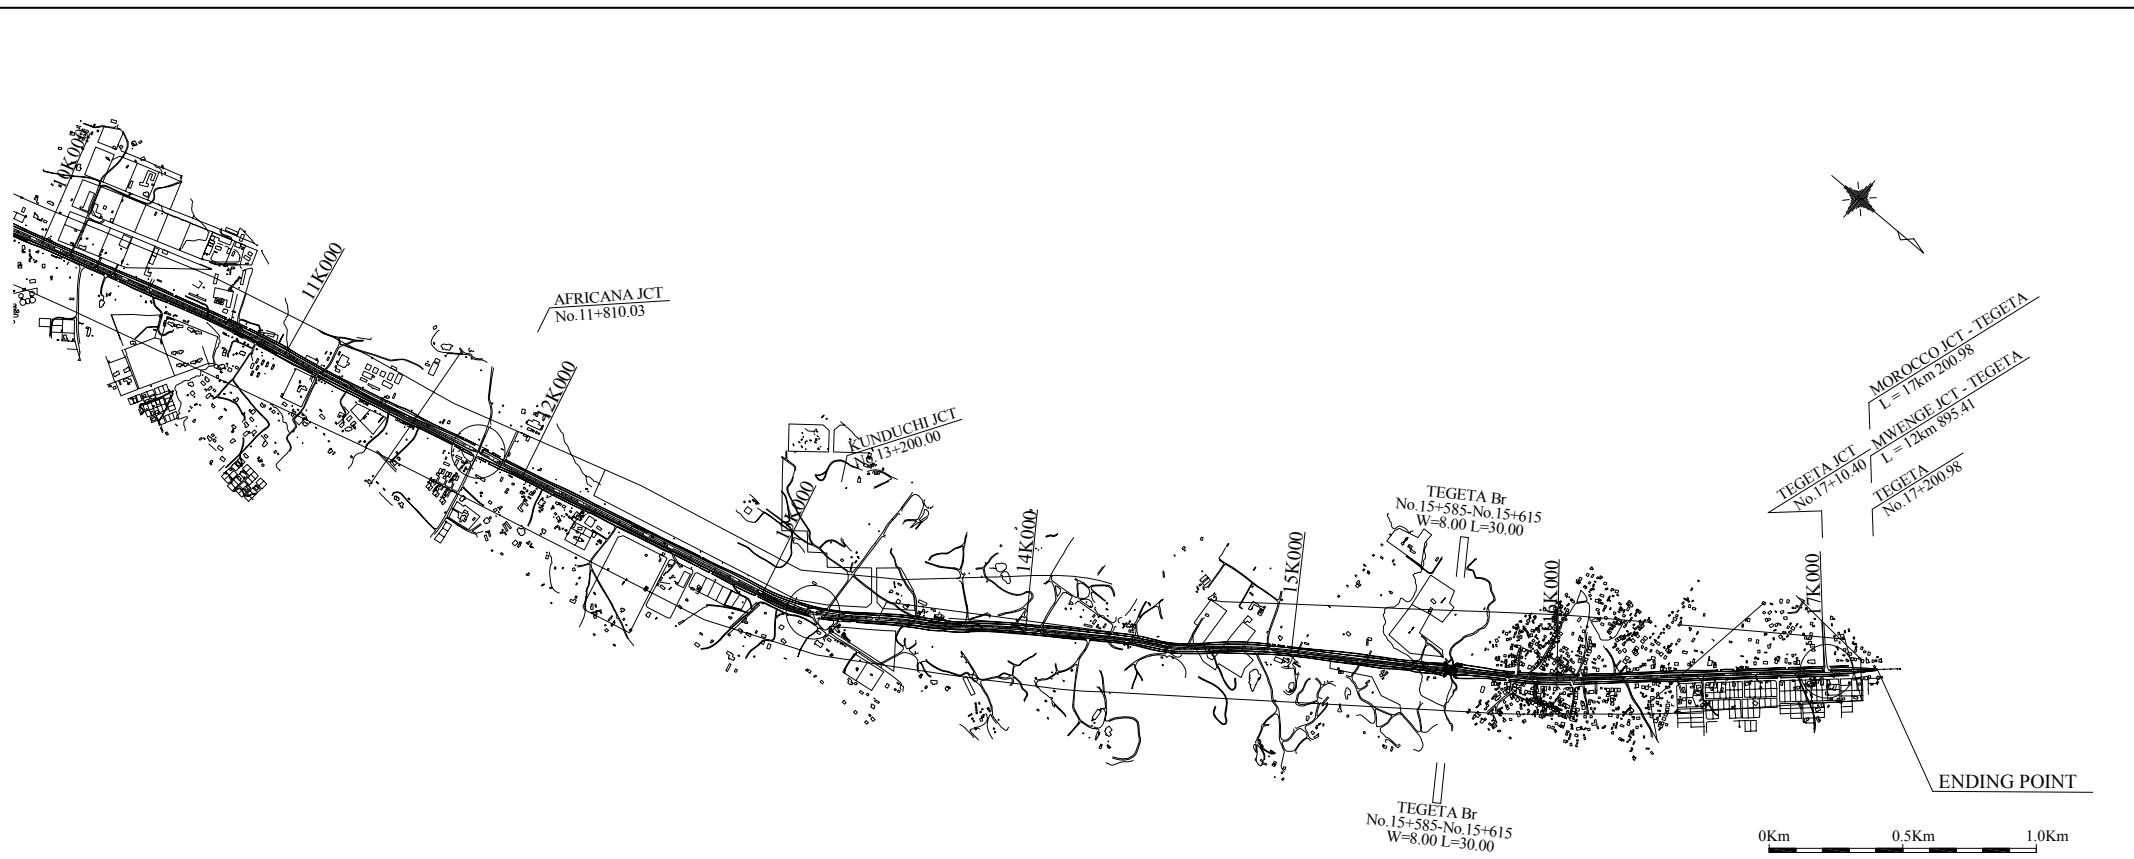 10K000
11K000
AFRICANA JCT
No.11+810.03
12K000
KUNDUCHI JCT
No.13+200.00
13K000
14K000
15K000
TEGETA Br
No.15+585-No.15+615
W=8.00 L=30.00
16K000
17K000
MOROCCO JCT - TEGETA
L = 17km 200.98
MWENGE JCT - TEGETA
L = 12km 895.41
TEGETA JCT
No.17+10.40
TEGETA
No.17+200.98
ENDING POINT
TEGETA Br
No.15+585-No.15+615
W=8.00 L=30.00
0Km 0.5Km 1.0Km